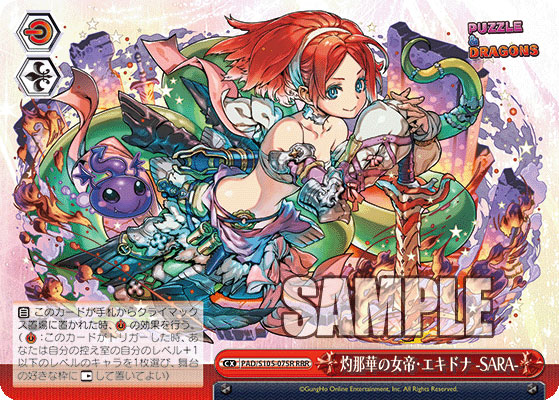 PUZZLE
&
DRAGONS
SAMPLE
このカードが手札からクライマッ
クス置場に置かれた時、 の効果を行う。
( :このカードがトリガーした時、あ
なたは自分の控え室の自分のレベル+1
以下のレベルのキャラを1枚選び、舞台
の好きな枠に して置いてよい)
CX PAD/S105-075R RRR
灼那華の女帝・エキドナ -SARA-
©GungHo Online Entertainment, Inc. All Rights Reserved.